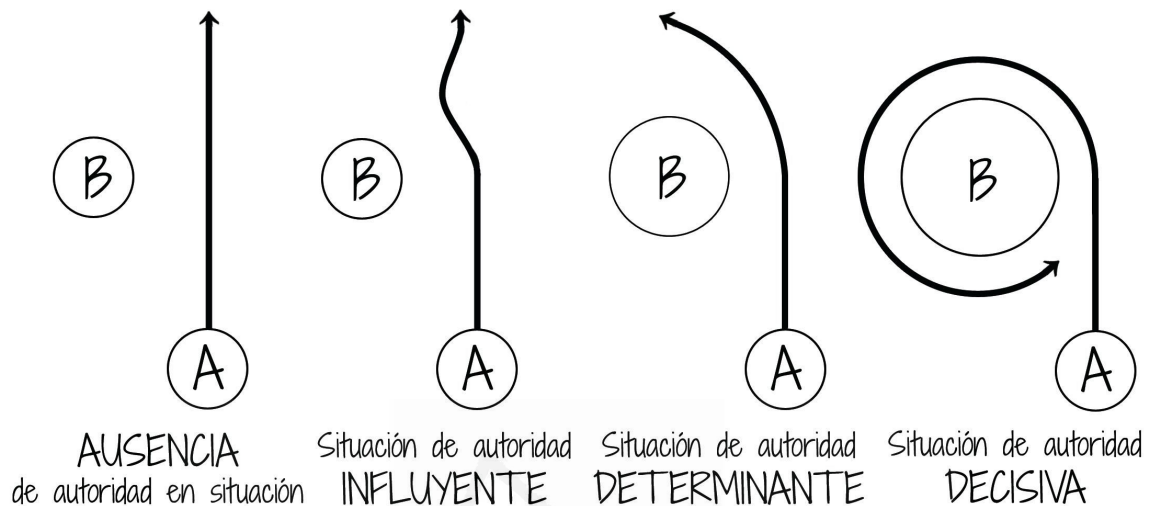 B
B
B
B
A
A
A
A
AUSENCIA
de autoridad en situación
Situación de autoridad
INFLUYENTE
Situación de autoridad
DETERMINANTE
Situación de autoridad
DECISIVA